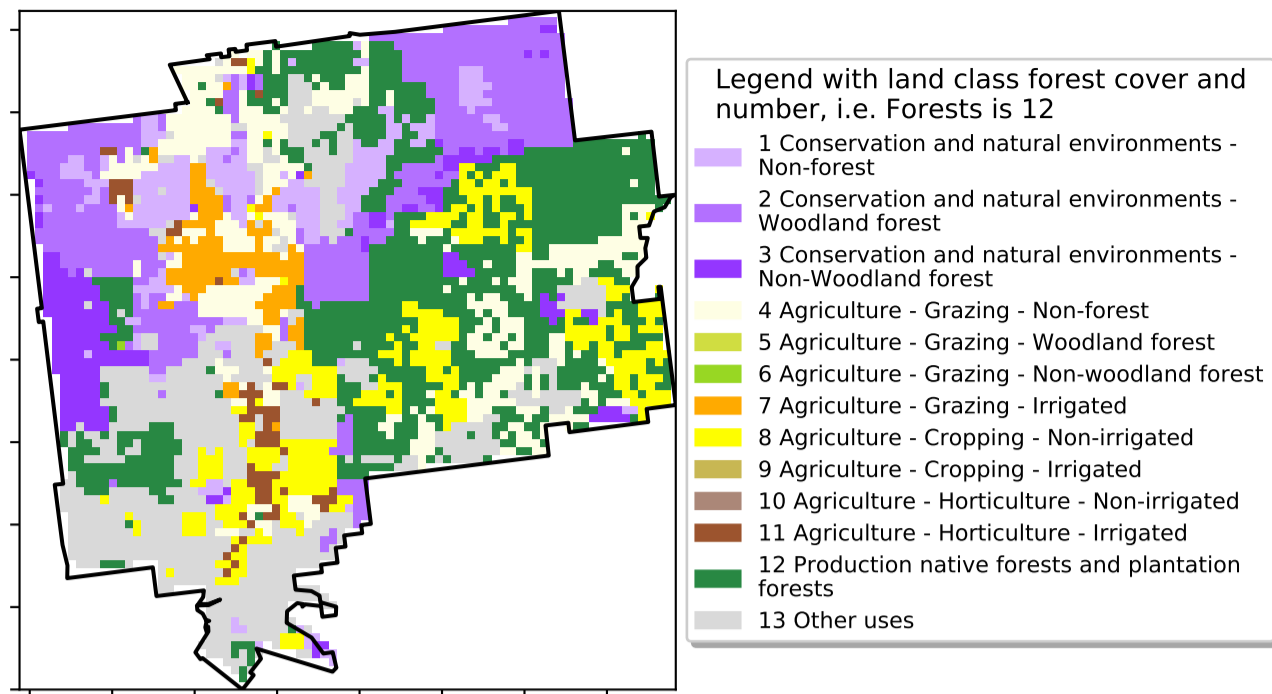 Legend with land class forest cover and
number, i.e. Forests is 12
1 Conservation and natural environments -
Non-forest
2 Conservation and natural environments -
Woodland forest
3 Conservation and natural environments -
Non-Woodland forest
4 Agriculture - Grazing - Non-forest
5 Agriculture - Grazing - Woodland forest
6 Agriculture - Grazing - Non-woodland forest
7 Agriculture - Grazing - Irrigated
8 Agriculture - Cropping - Non-irrigated
9 Agriculture - Cropping - Irrigated
10 Agriculture - Horticulture - Non-irrigated
11 Agriculture - Horticulture - Irrigated
12 Production native forests and plantation
forests
13 Other uses